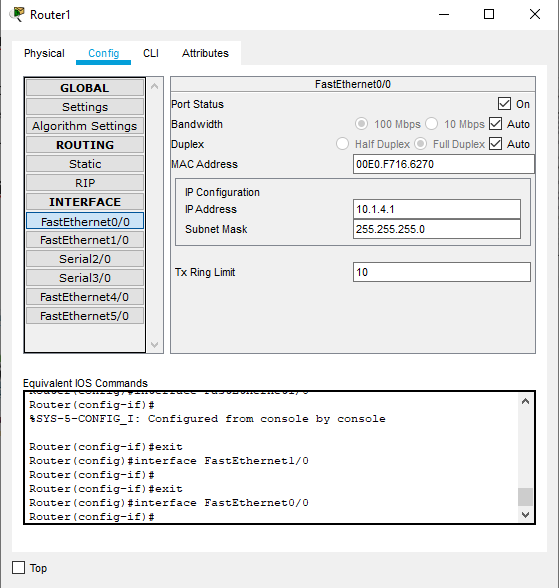 Router1
Physical Config CLI Attributes
GLOBAL
Settings
Algorithm Settings
ROUTING
Static
RIP
INTERFACE
FastEthernet0/0
FastEthernet1/0
Serial2/0
Serial3/0
FastEthernet4/0
FastEthernet5/0
FastEthernet0/0
Port Status On
Bandwidth 100 Mbps 10 Mbps Auto
Duplex Half Duplex Full Duplex Auto
MAC Address 00E0.F716.6270
IP Configuration
IP Address 10.1.4.1
Subnet Mask 255.255.255.0
Tx Ring Limit 10
Equivalent IOS Commands
Router(config)#interface FastEthernet1/0
Router(config-if)#
%SYS-5-CONFIG_I: Configured from console by console
Router(config-if)#exit
Router(config)#interface FastEthernet1/0
Router(config-if)#
Router(config-if)#exit
Router(config)#interface FastEthernet0/0
Router(config-if)#
Top